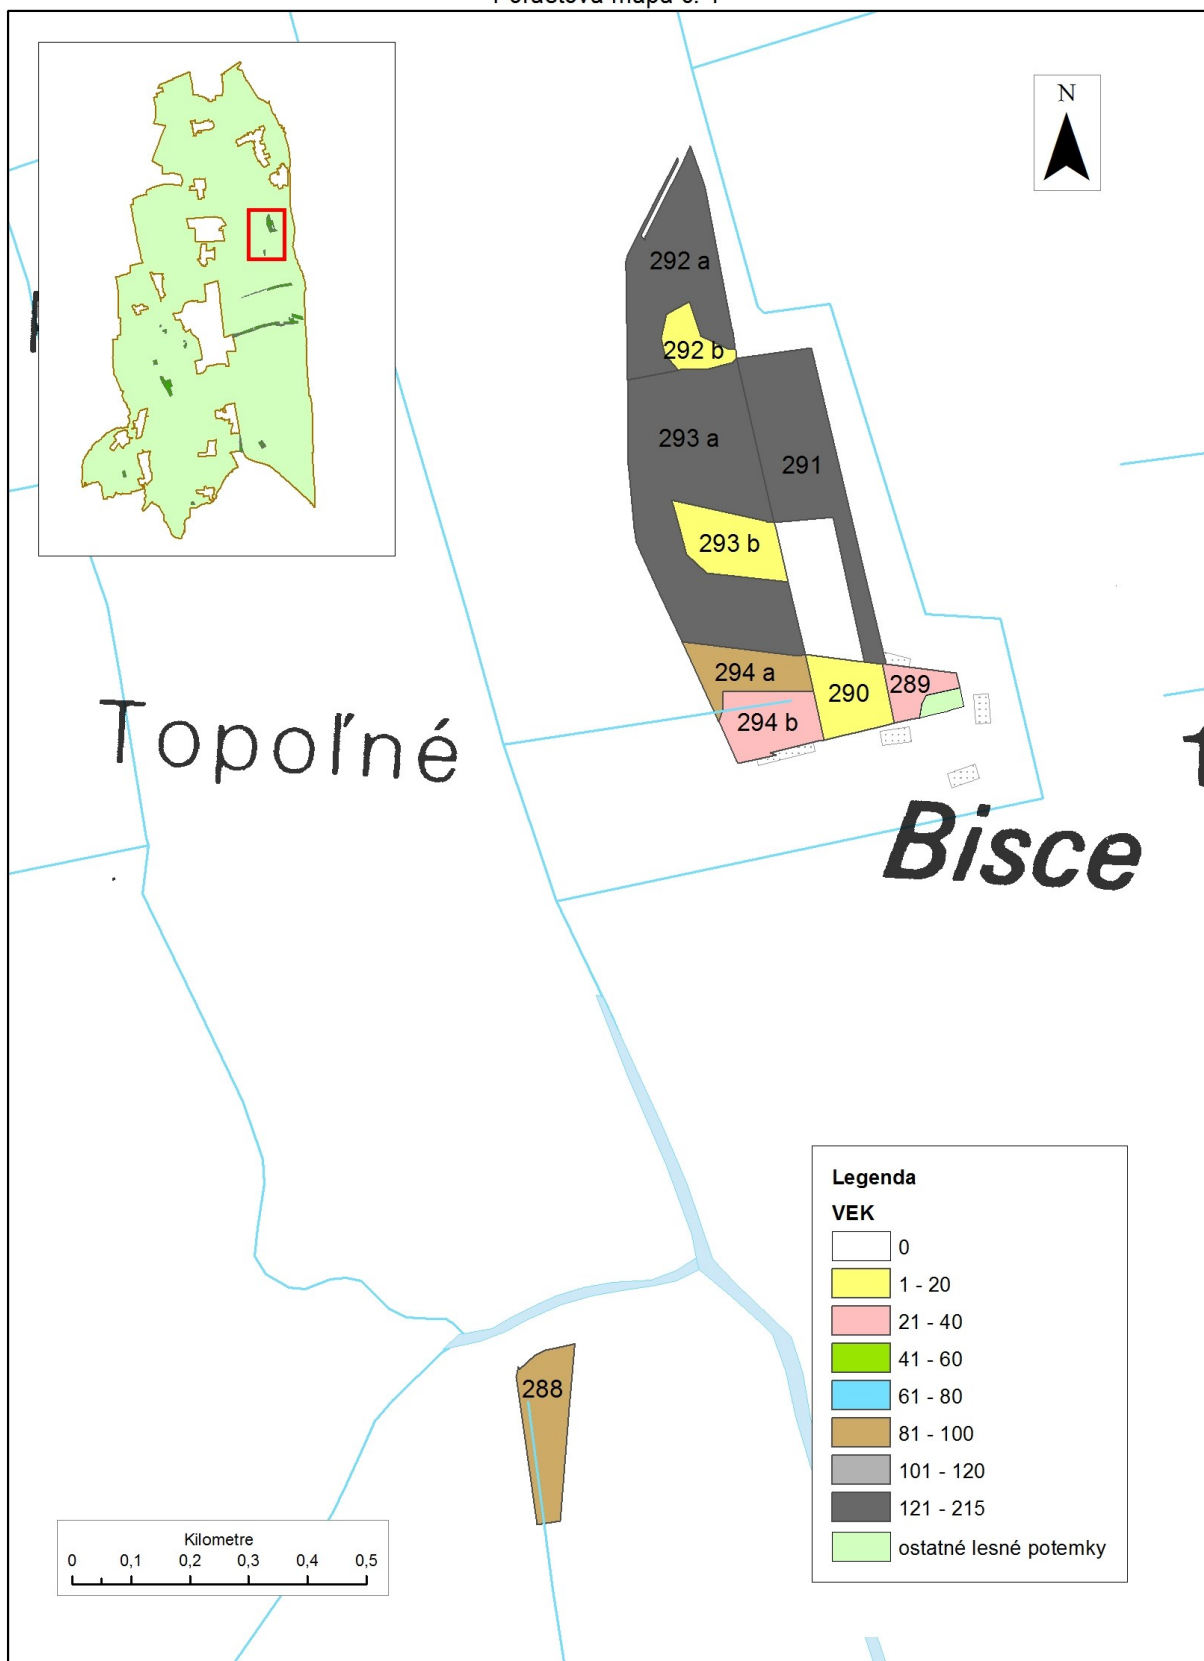 N
292 a
292 b
293 a
291
293 b
294 a
290
289
294 b
Topoľné
Bisce
288
Legenda
VEK
0
1 - 20
21 - 40
41 - 60
61 - 80
81 - 100
101 - 120
121 - 215
ostatné lesné potemky
Kilometre
0 0,1 0,2 0,3 0,4 0,5